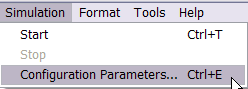 Simulation Format Tools Help
Start Ctrl+T
Stop
Configuration Parameters... Ctrl+E